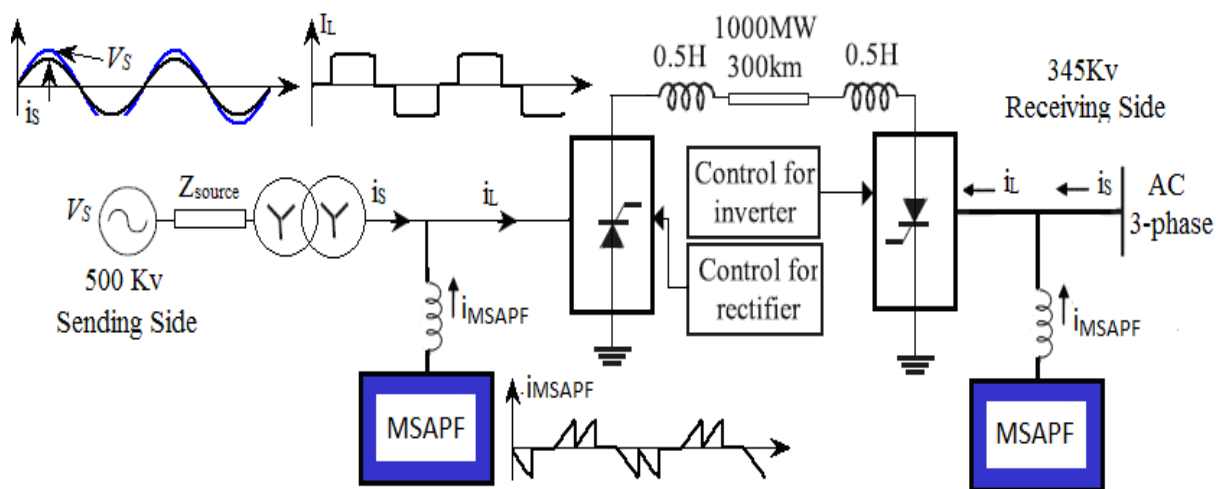 V_S
i_S
I_L
1000MW
300km
0.5H
0.5H
345Kv
Receiving Side
V_S
Z_source
i_S
i_L
500 Kv
Sending Side
Control for
inverter
Control for
rectifier
i_L
i_S
AC
3-phase
i_MSAPF
i_MSAPF
MSAPF
i_MSAPF
MSAPF